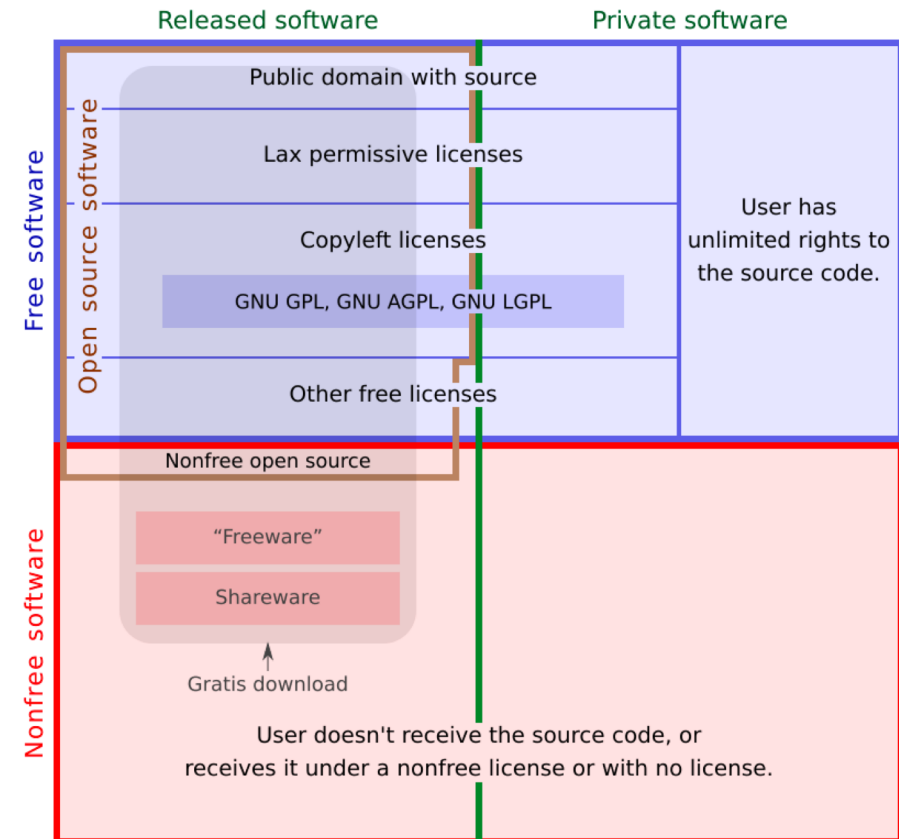 Released software
Private software
Free software
Open source software
Public domain with source
Lax permissive licenses
Copyleft licenses
GNU GPL, GNU AGPL, GNU LGPL
Other free licenses
User has
unlimited rights to
the source code.
Nonfree software
Nonfree open source
“Freeware”
Shareware
Gratis download
User doesn't receive the source code, or
receives it under a nonfree license or with no license.